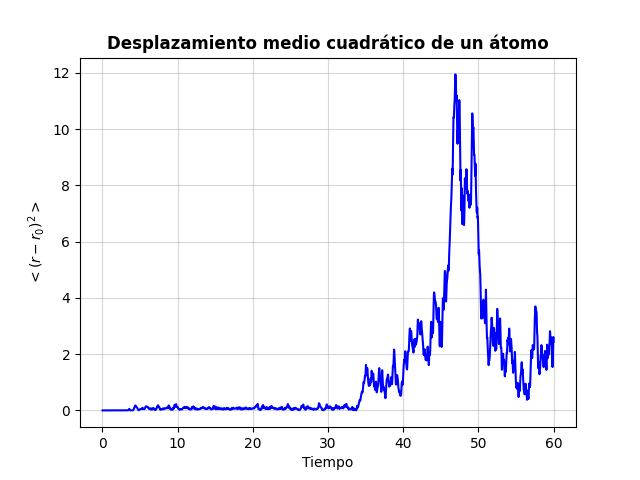 Desplazamiento medio cuadrático de un átomo
< (r − r₀)² >
12
10
8
6
4
2
0
0 10 20 30 40 50 60
Tiempo